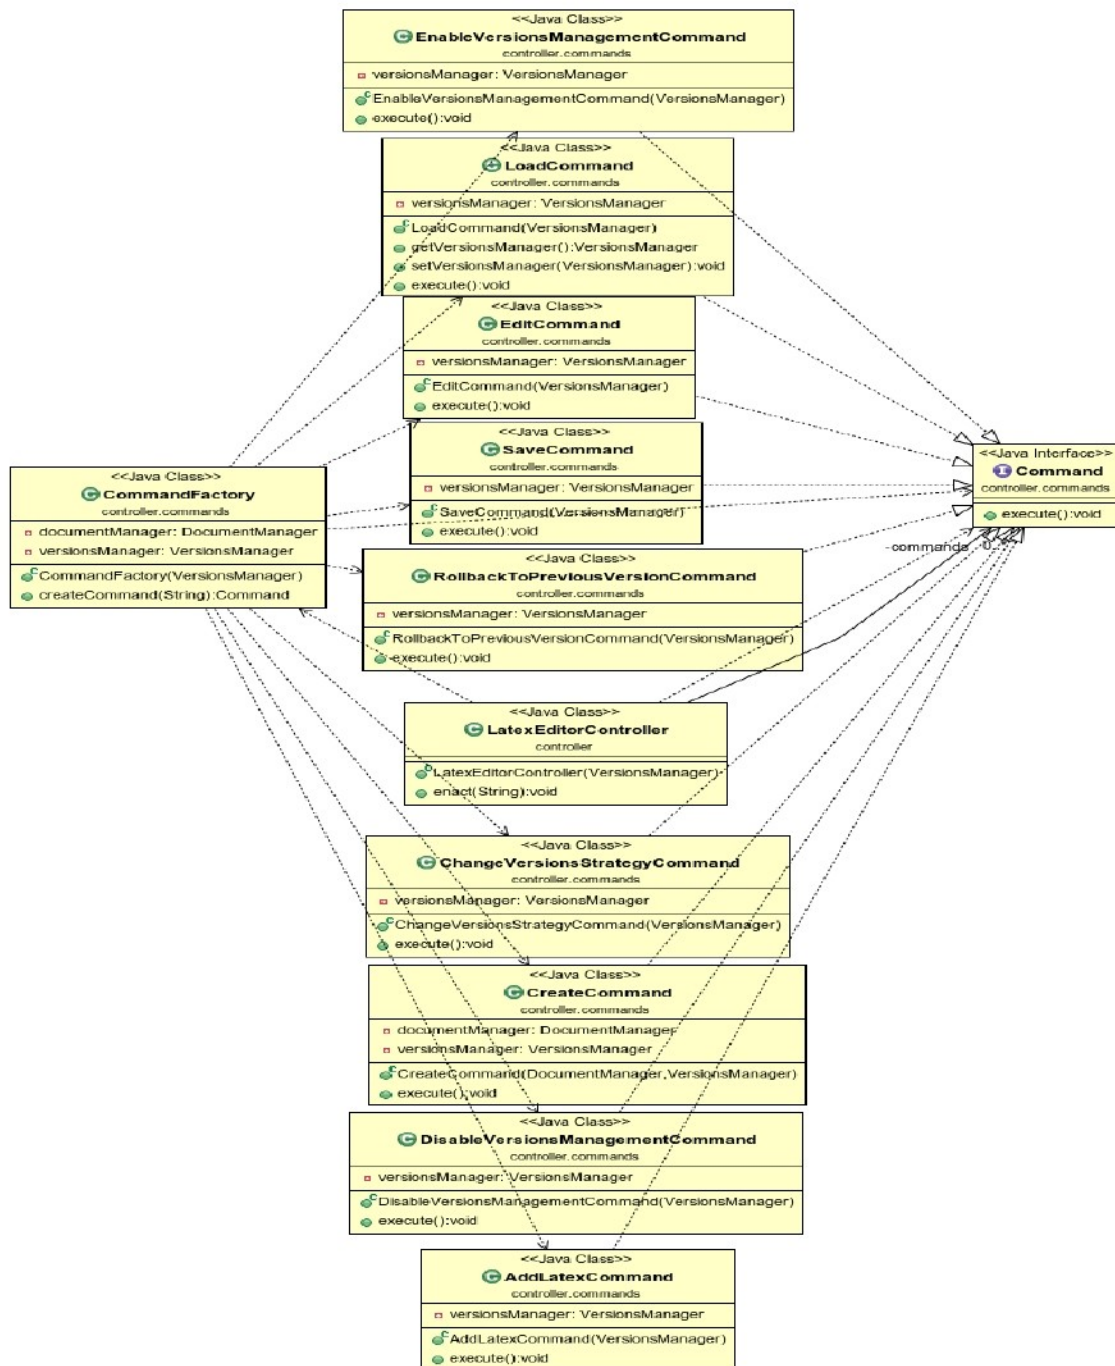 <<Java Class>>
EnableVersionsManagementCommand
controller.commands
versionsManager: VersionsManager
EnableVersionsManagementCommand(VersionsManager)
execute():void
<<Java Class>>
LoadCommand
controller.commands
versionsManager: VersionsManager
LoadCommand(VersionsManager)
getVersionsManager():VersionsManager
setVersionsManager(VersionsManager):void
execute():void
<<Java Class>>
EditCommand
controller.commands
versionsManager: VersionsManager
EditCommand(VersionsManager)
execute():void
<<Java Class>>
SaveCommand
controller.commands
versionsManager: VersionsManager
SaveCommand(VersionsManager)
execute():void
<<Java Interface>>
Command
controller.commands
execute():void
<<Java Class>>
CommandFactory
controller.commands
documentManager: DocumentManager
versionsManager: VersionsManager
CommandFactory(VersionsManager)
createCommand(String):Command
-commands
<<Java Class>>
RollbackToPreviousVersionCommand
controller.commands
versionsManager: VersionsManager
RollbackToPreviousVersionCommand(VersionsManager)
execute():void
<<Java Class>>
LatexEditorController
controller
LatexEditorController(VersionsManager)
enact(String):void
<<Java Class>>
ChangeVersionsStrategyCommand
controller.commands
versionsManager: VersionsManager
ChangeVersionsStrategyCommand(VersionsManager)
execute():void
<<Java Class>>
CreateCommand
controller.commands
documentManager: DocumentManager
versionsManager: VersionsManager
CreateCommand(DocumentManager,VersionsManager)
execute():void
<<Java Class>>
DisableVersionsManagementCommand
controller.commands
versionsManager: VersionsManager
DisableVersionsManagementCommand(VersionsManager)
execute():void
<<Java Class>>
AddLatexCommand
controller.commands
versionsManager: VersionsManager
AddLatexCommand(VersionsManager)
execute():void